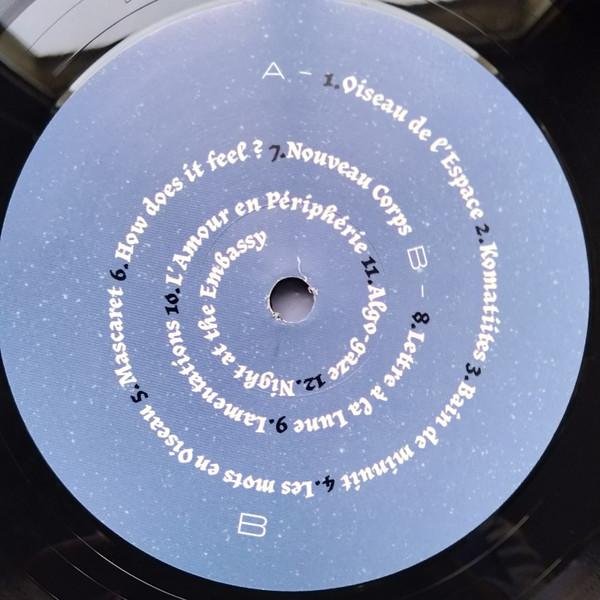 A - 1. Oiseau de l'Espace 2. Komatiites 3. Bain de minuit 4. Les mots en Oiseau 5. Mascaret 6. How does it feel ? 7. Nouveau Corps
B - 8. Lettre à la Lune 9. Lamentations 10. L'Amour en Périphérie 11. Algo-gaze 12. Night at the Embassy
B